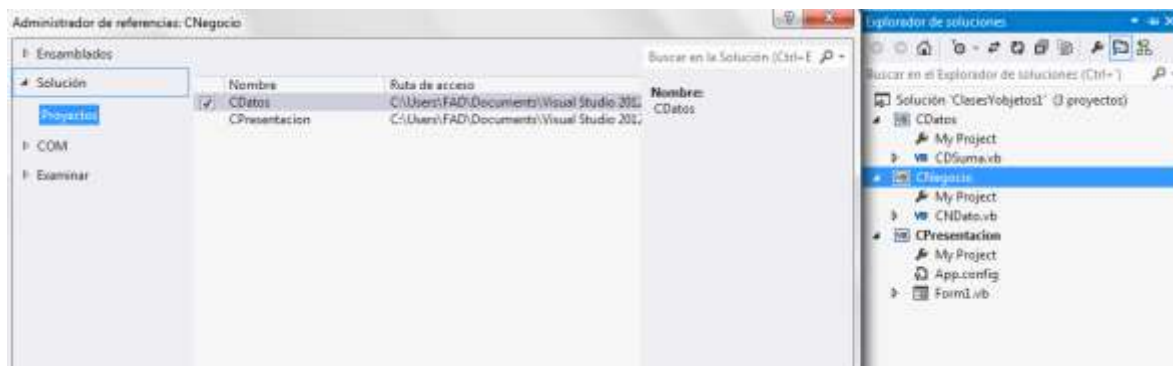 Administrador de referencias: CNegocio
Ensamblados
Buscar en la Solución (Ctrl+E
Solución
Proyectos
COM
Examinar
Nombre Ruta de acceso
CDatos C:\Users\FAD\Documents\Visual Studio 201
CPresentacion C:\Users\FAD\Documents\Visual Studio 201
Nombre:
CDatos
Explorador de soluciones
Buscar en el Explorador de soluciones (Ctrl+
Solución 'ClasesYobjetos1' (3 proyectos)
CDatos
My Project
VB CDSuma.vb
CNegocio
My Project
VB CNDato.vb
CPresentacion
My Project
App.config
Form1.vb